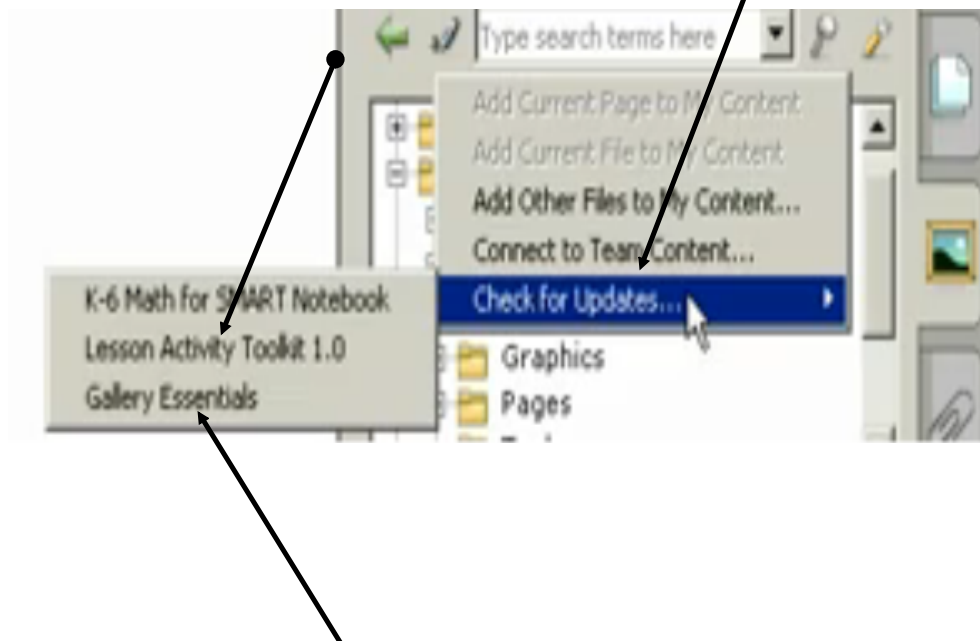 Type search terms here
Add Current Page to My Content
Add Current File to My Content
Add Other Files to My Content...
Connect to Team Content...
Check for Updates...
K-6 Math for SMART Notebook
Lesson Activity Toolkit 1.0
Gallery Essentials
Graphics
Pages